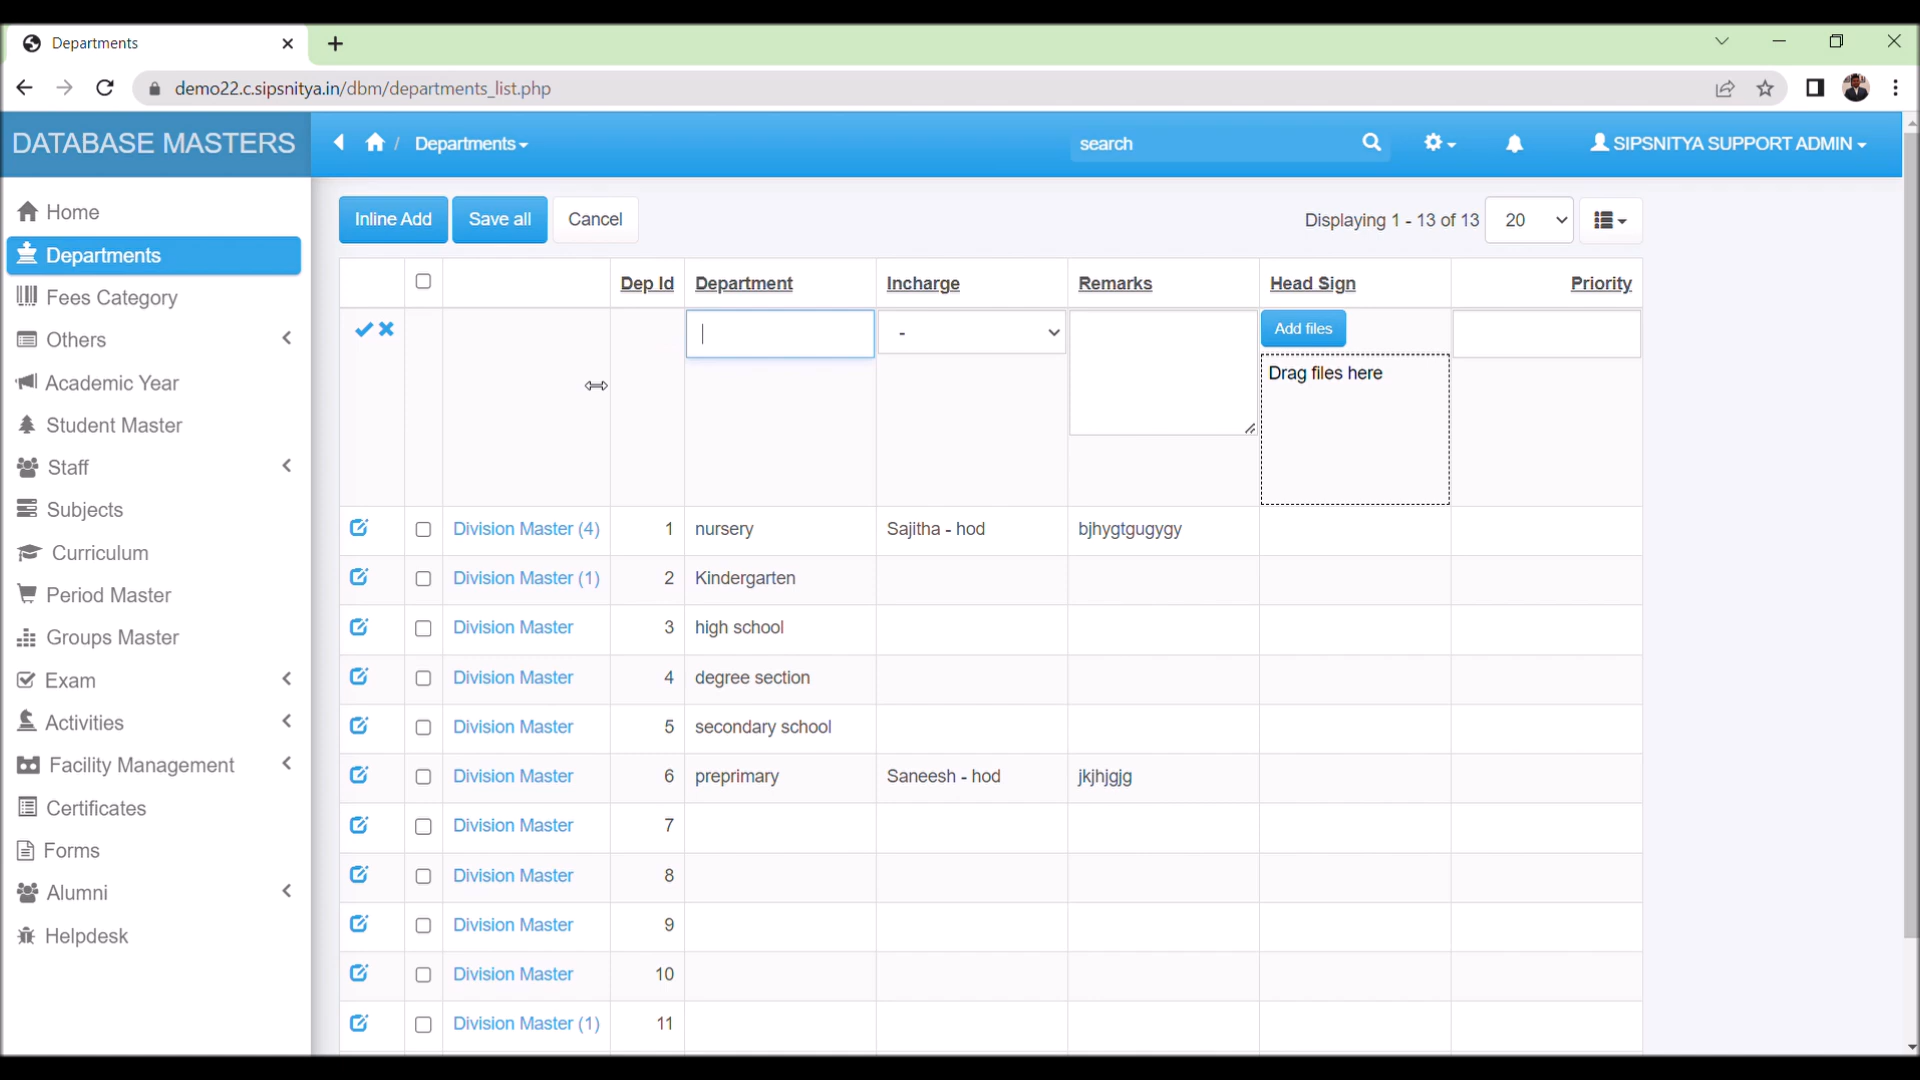 Departments
demo22.c.sipsnitya.in/dbm/departments_list.php
DATABASE MASTERS
/ Departments
search
SIPSNITYA SUPPORT ADMIN
Home
Departments
Fees Category
Others
Academic Year
Student Master
Staff
Subjects
Curriculum
Period Master
Groups Master
Exam
Activities
Facility Management
Certificates
Forms
Alumni
Helpdesk
Inline Add Save all Cancel
Displaying 1 - 13 of 13 20
Dep Id Department Incharge Remarks Head Sign Priority
- Add files
Drag files here
Division Master (4) 1 nursery Sajitha - hod bjhygtgugygy
Division Master (1) 2 Kindergarten
Division Master 3 high school
Division Master 4 degree section
Division Master 5 secondary school
Division Master 6 preprimary Saneesh - hod jkjhjgjg
Division Master 7
Division Master 8
Division Master 9
Division Master 10
Division Master (1) 11